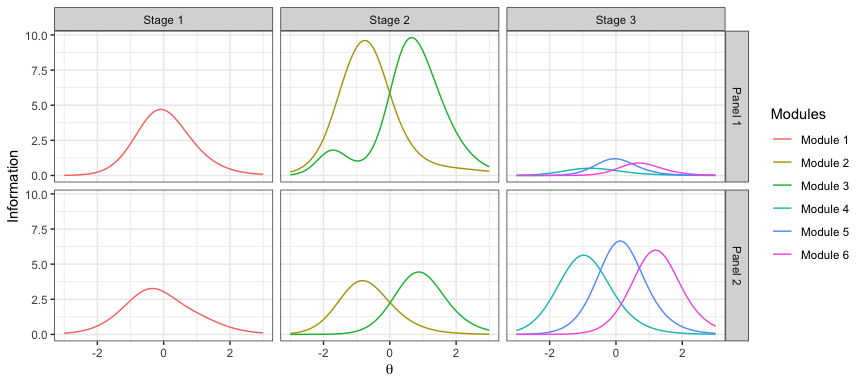 Stage 1
Stage 2
Stage 3
Information
10.0
7.5
5.0
2.5
0.0
Panel 1
10.0
7.5
5.0
2.5
0.0
Panel 2
-2 0 2
-2 0 2
-2 0 2
θ
Modules
Module 1
Module 2
Module 3
Module 4
Module 5
Module 6